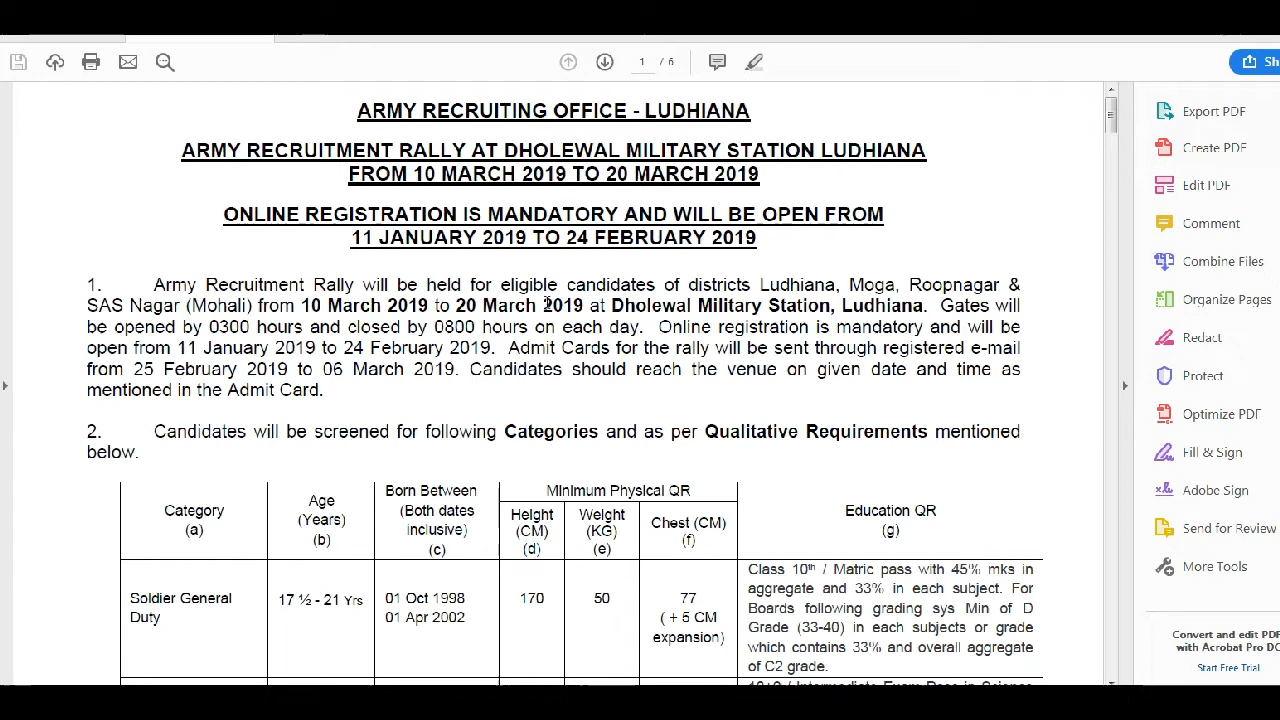 1 / 6
Sh
ARMY RECRUITING OFFICE - LUDHIANA
ARMY RECRUITMENT RALLY AT DHOLEWAL MILITARY STATION LUDHIANA
FROM 10 MARCH 2019 TO 20 MARCH 2019
ONLINE REGISTRATION IS MANDATORY AND WILL BE OPEN FROM
11 JANUARY 2019 TO 24 FEBRUARY 2019
1. Army Recruitment Rally will be held for eligible candidates of districts Ludhiana, Moga, Roopnagar &
SAS Nagar (Mohali) from 10 March 2019 to 20 March 2019 at Dholewal Military Station, Ludhiana. Gates will
be opened by 0300 hours and closed by 0800 hours on each day. Online registration is mandatory and will be
open from 11 January 2019 to 24 February 2019. Admit Cards for the rally will be sent through registered e-mail
from 25 February 2019 to 06 March 2019. Candidates should reach the venue on given date and time as
mentioned in the Admit Card.
2. Candidates will be screened for following Categories and as per Qualitative Requirements mentioned
below.
Category
(a)
Age
(Years)
(b)
Born Between
(Both dates
inclusive)
(c)
Minimum Physical QR
Height
(CM)
(d)
Weight
(KG)
(e)
Chest (CM)
(f)
Education QR
(g)
Soldier General
Duty
17 ½ - 21 Yrs
01 Oct 1998
01 Apr 2002
170
50
77
( + 5 CM
expansion)
Class 10th / Matric pass with 45% mks in
aggregate and 33% in each subject. For
Boards following grading sys Min of D
Grade (33-40) in each subjects or grade
which contains 33% and overall aggregate
of C2 grade.
10+2 / Intermediate Exam Pass in Science
Export PDF
Create PDF
Edit PDF
Comment
Combine Files
Organize Pages
Redact
Protect
Optimize PDF
Fill & Sign
Adobe Sign
Send for Review
More Tools
Convert and edit PDF
with Acrobat Pro DC
Start Free Trial